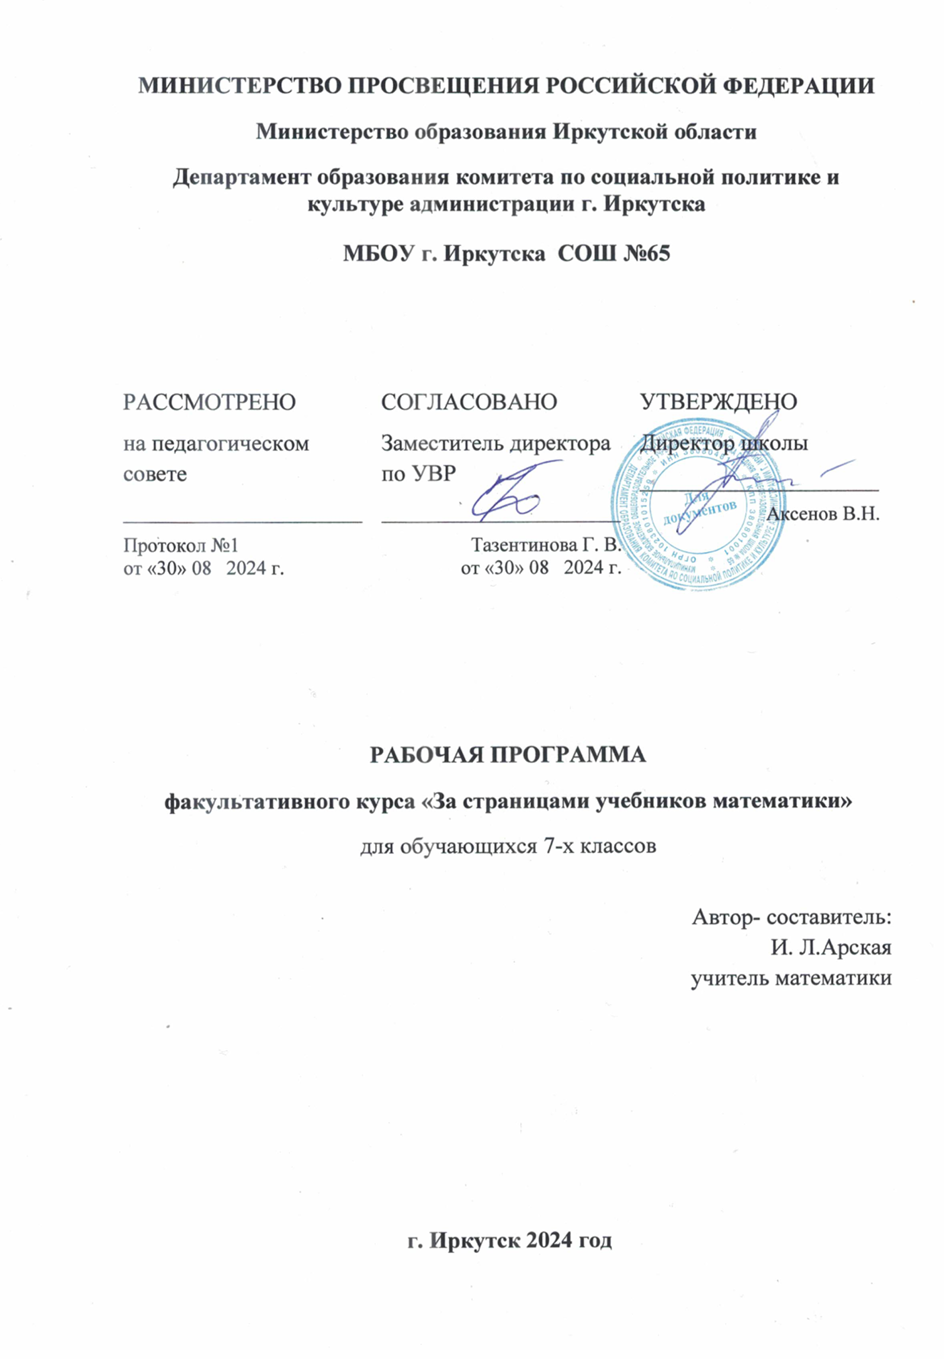 МИНИСТЕРСТВО ПРОСВЕЩЕНИЯ РОССИЙСКОЙ ФЕДЕРАЦИИ
Министерство образования Иркутской области
Департамент образования комитета по социальной политике и
культуре администрации г. Иркутска
МБОУ г. Иркутска СОШ №65
РАССМОТРЕНО
на педагогическом
совете
Протокол №1
от «30» 08 2024 г.
СОГЛАСОВАНО
Заместитель директора
по УВР
Тазентинова Г. В.
от «30» 08 2024 г.
УТВЕРЖДЕНО
Директор школы
Аксенов В.Н.
Для
документов
РАБОЧАЯ ПРОГРАММА
факультативного курса «За страницами учебников математики»
для обучающихся 7-х классов
Автор- составитель:
И. Л.Арская
учитель математики
г. Иркутск 2024 год